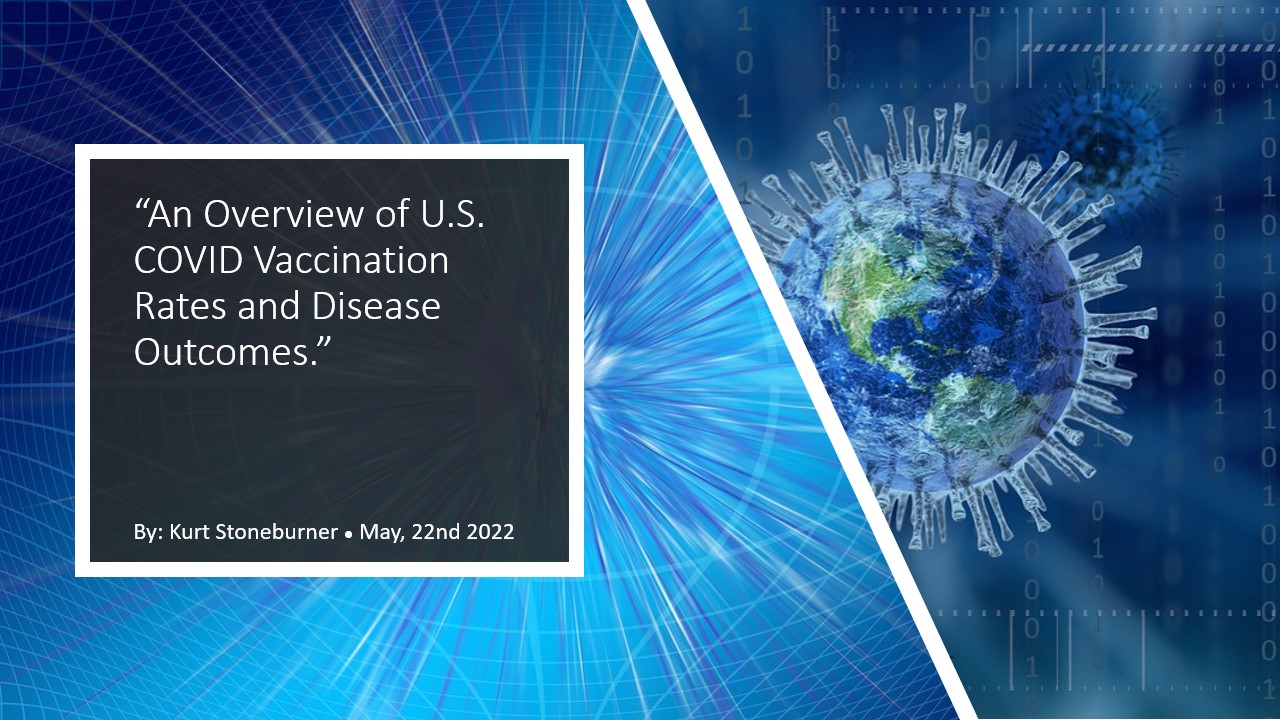 “An Overview of U.S.
COVID Vaccination
Rates and Disease
Outcomes.”
By: Kurt Stoneburner • May, 22nd 2022